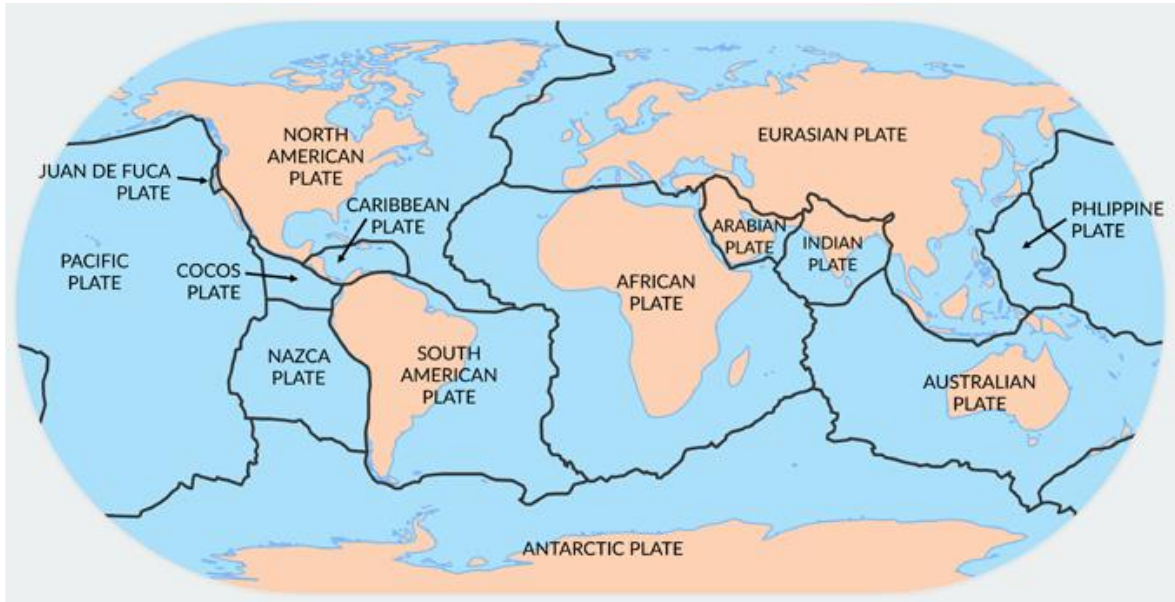 NORTH
AMERICAN
PLATE
EURASIAN PLATE
JUAN DE FUCA
PLATE
CARIBBEAN
PLATE
PHLIPPINE
PLATE
ARABIAN
PLATE
INDIAN
PLATE
PACIFIC
PLATE
COCOS
PLATE
AFRICAN
PLATE
NAZCA
PLATE
SOUTH
AMERICAN
PLATE
AUSTRALIAN
PLATE
ANTARCTIC PLATE